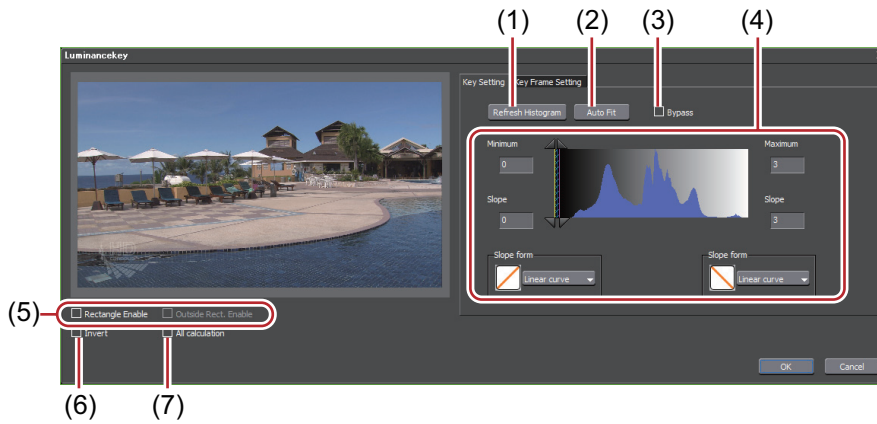 (1) (2) (3) (4)
Luminancekey
Key Setting Key Frame Setting
Refresh Histogram Auto Fit Bypass
Minimum Maximum
0 3
Slope Slope
0 3
Slope form Slope form
Linear curve Linear curve
(5) Rectangle Enable Outside Rect. Enable
Invert All calculation
OK Cancel
(6) (7)